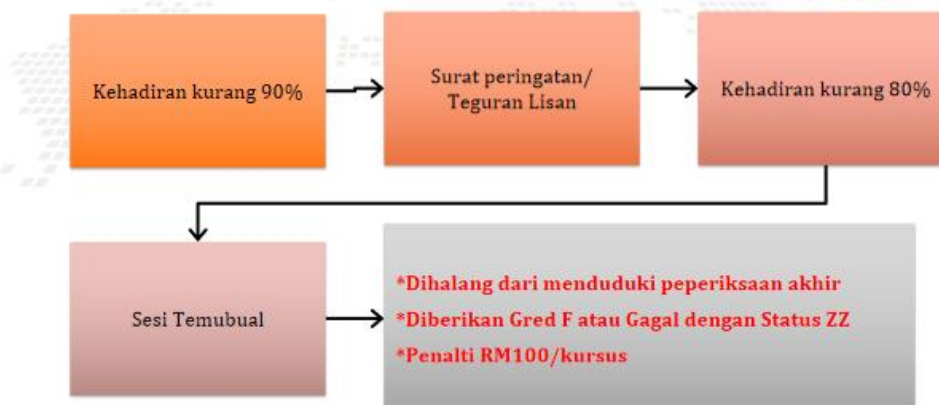 Kehadiran kurang 90%
Surat peringatan/
Teguran Lisan
Kehadiran kurang 80%
Sesi Temubual
*Dihalang dari menduduki peperiksaan akhir
*Diberikan Gred F atau Gagal dengan Status ZZ
*Penalti RM100/kursus